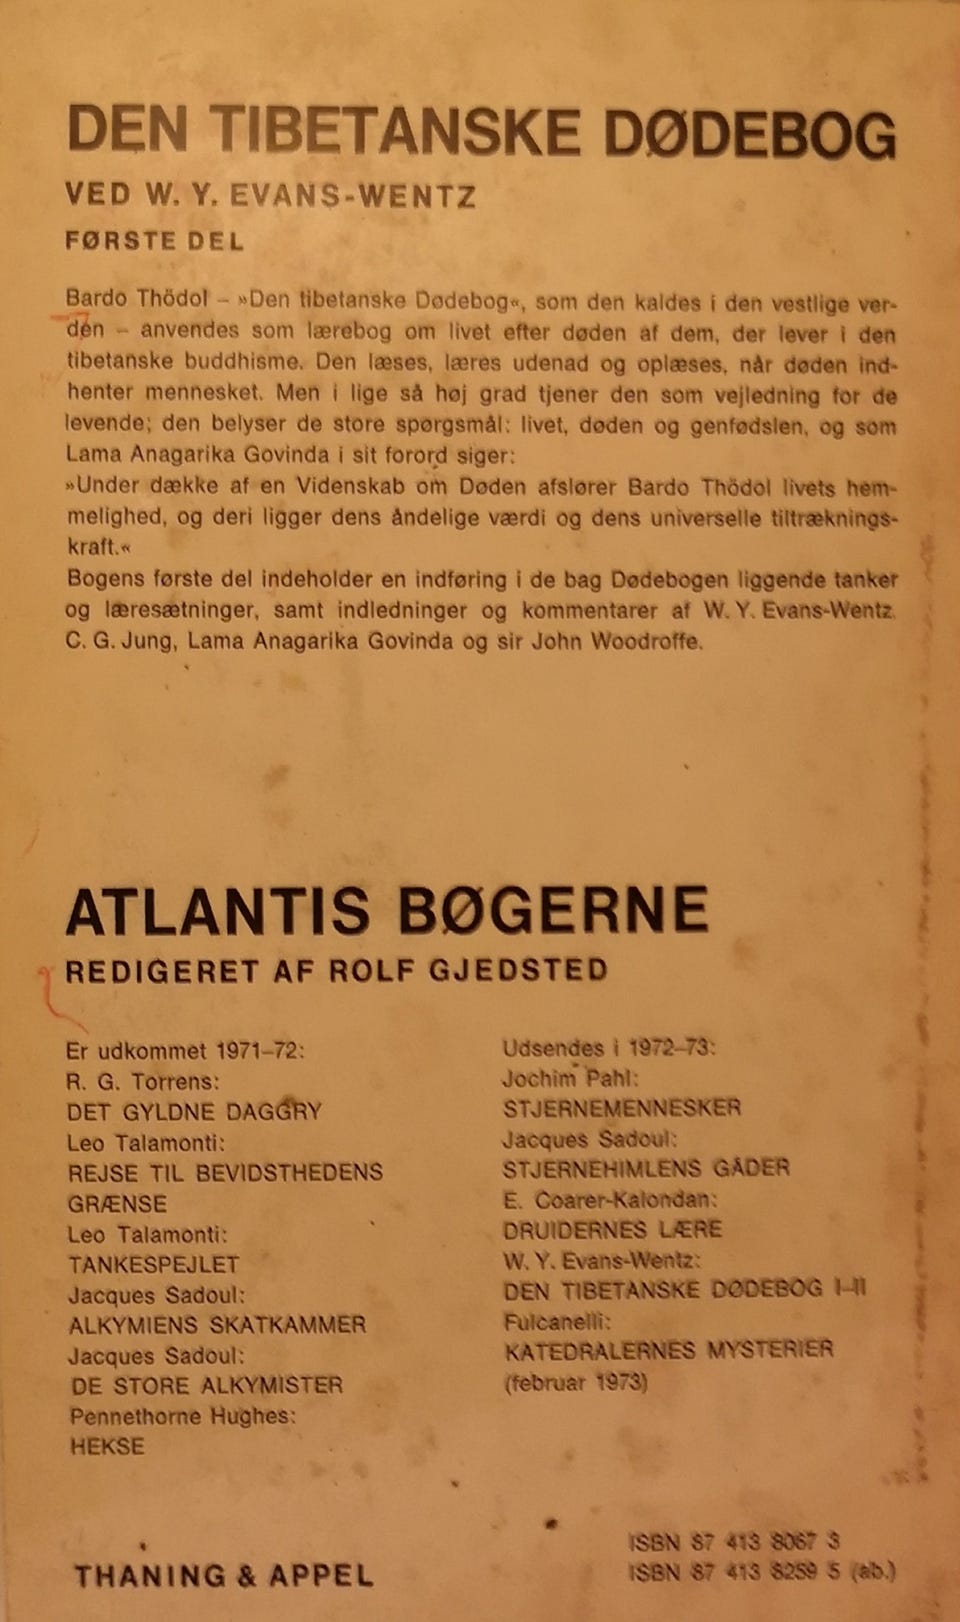 DEN TIBETANSKE DØDEBOG
VED W. Y. EVANS-WENTZ
FØRSTE DEL
Bardo Thödol – »Den tibetanske Dødebog«, som den kaldes i den vestlige ver-
den – anvendes som lærebog om livet efter døden af dem, der lever i den
tibetanske buddhisme. Den læses, læres udenad og oplæses, når døden ind-
henter mennesket. Men i lige så høj grad tjener den som vejledning for de
levende; den belyser de store spørgsmål: livet, døden og genfødslen, og som
Lama Anagarika Govinda i sit forord siger:
»Under dække af en Videnskab om Døden afslører Bardo Thödol livets hem-
melighed, og deri ligger dens åndelige værdi og dens universelle tiltræknings-
kraft.«
Bogens første del indeholder en indføring i de bag Dødebogen liggende tanker
og læresætninger, samt indledninger og kommentarer af W. Y. Evans-Wentz.
C. G. Jung, Lama Anagarika Govinda og sir John Woodroffe.
ATLANTIS BØGERNE
REDIGERET AF ROLF GJEDSTED
Er udkommet 1971–72:
R. G. Torrens:
DET GYLDNE DAGGRY
Leo Talamonti:
REJSE TIL BEVIDSTHEDENS
GRÆNSE
Leo Talamonti:
TANKESPEJLET
Jacques Sadoul:
ALKYMIENS SKATKAMMER
Jacques Sadoul:
DE STORE ALKYMISTER
Pennethorne Hughes:
HEKSE
Udsendes i 1972–73:
Jochim Pahl:
STJERNEMENNESKER
Jacques Sadoul:
STJERNEHIMLENS GÅDER
E. Coarer-Kalondan:
DRUIDERNES LÆRE
W. Y. Evans-Wentz:
DEN TIBETANSKE DØDEBOG I–II
Fulcanelli:
KATEDRALERNES MYSTERIER
(februar 1973)
THANING & APPEL
ISBN 87 413 8067 3
ISBN 87 413 8259 5 (ab.)